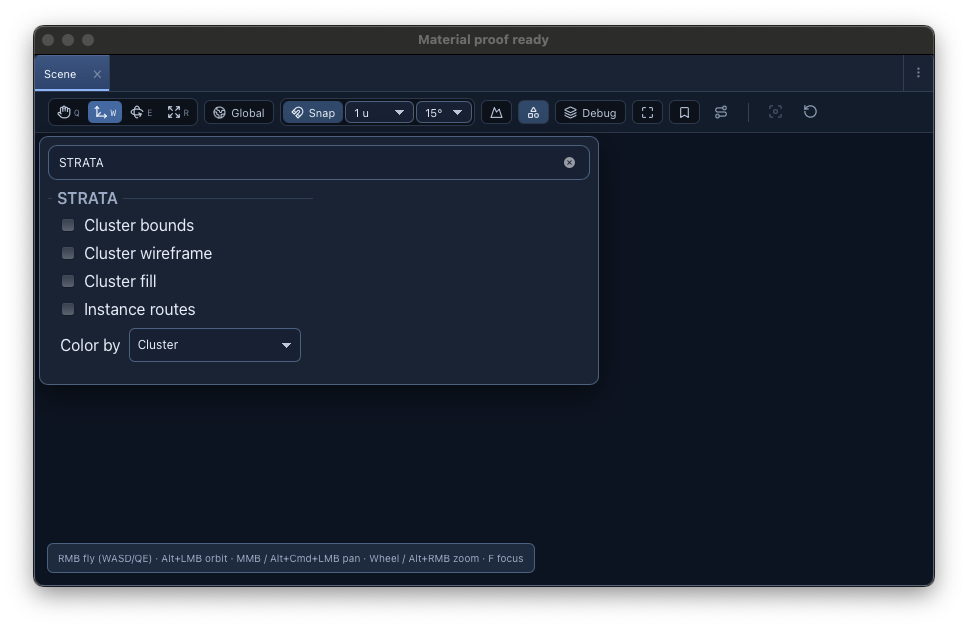 Material proof ready
Scene
Q W E R Global Snap 1 u 15° Debug
STRATA
STRATA
Cluster bounds
Cluster wireframe
Cluster fill
Instance routes
Color by Cluster
RMB fly (WASD/QE) · Alt+LMB orbit · MMB / Alt+Cmd+LMB pan · Wheel / Alt+RMB zoom · F focus